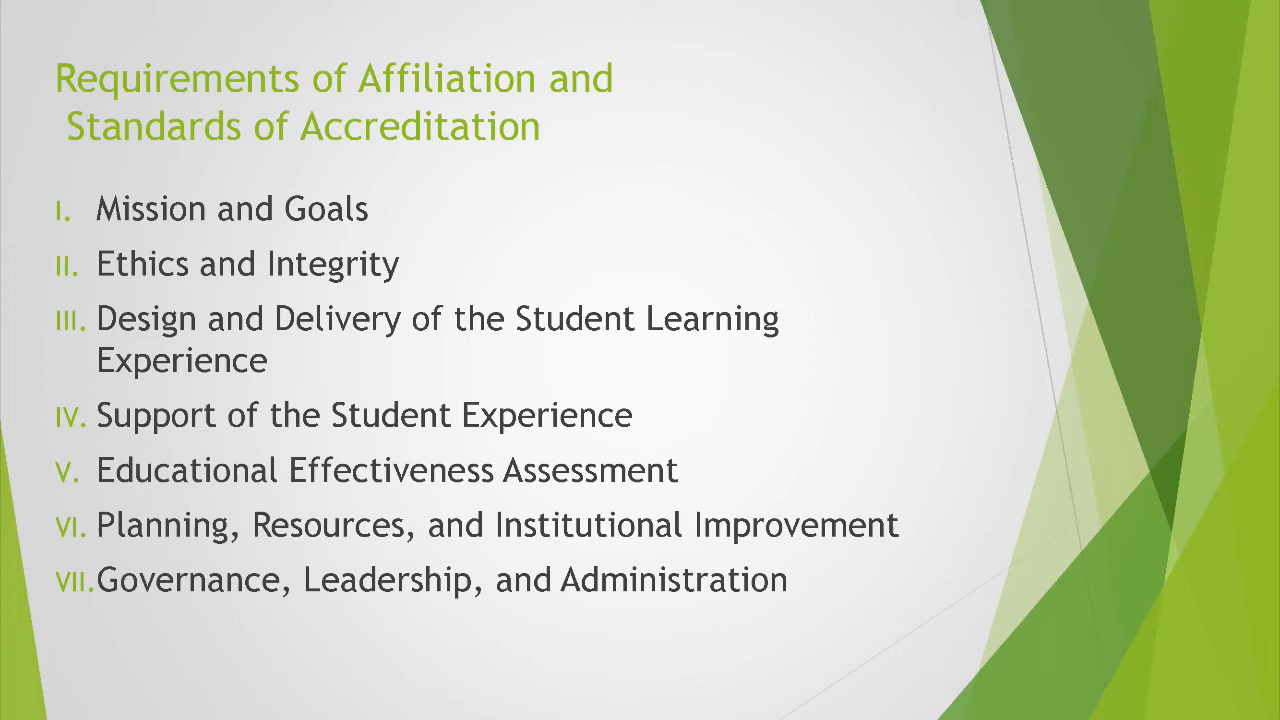 Requirements of Affiliation and
Standards of Accreditation
I. Mission and Goals
II. Ethics and Integrity
III. Design and Delivery of the Student Learning
Experience
IV. Support of the Student Experience
V. Educational Effectiveness Assessment
VI. Planning, Resources, and Institutional Improvement
VII. Governance, Leadership, and Administration